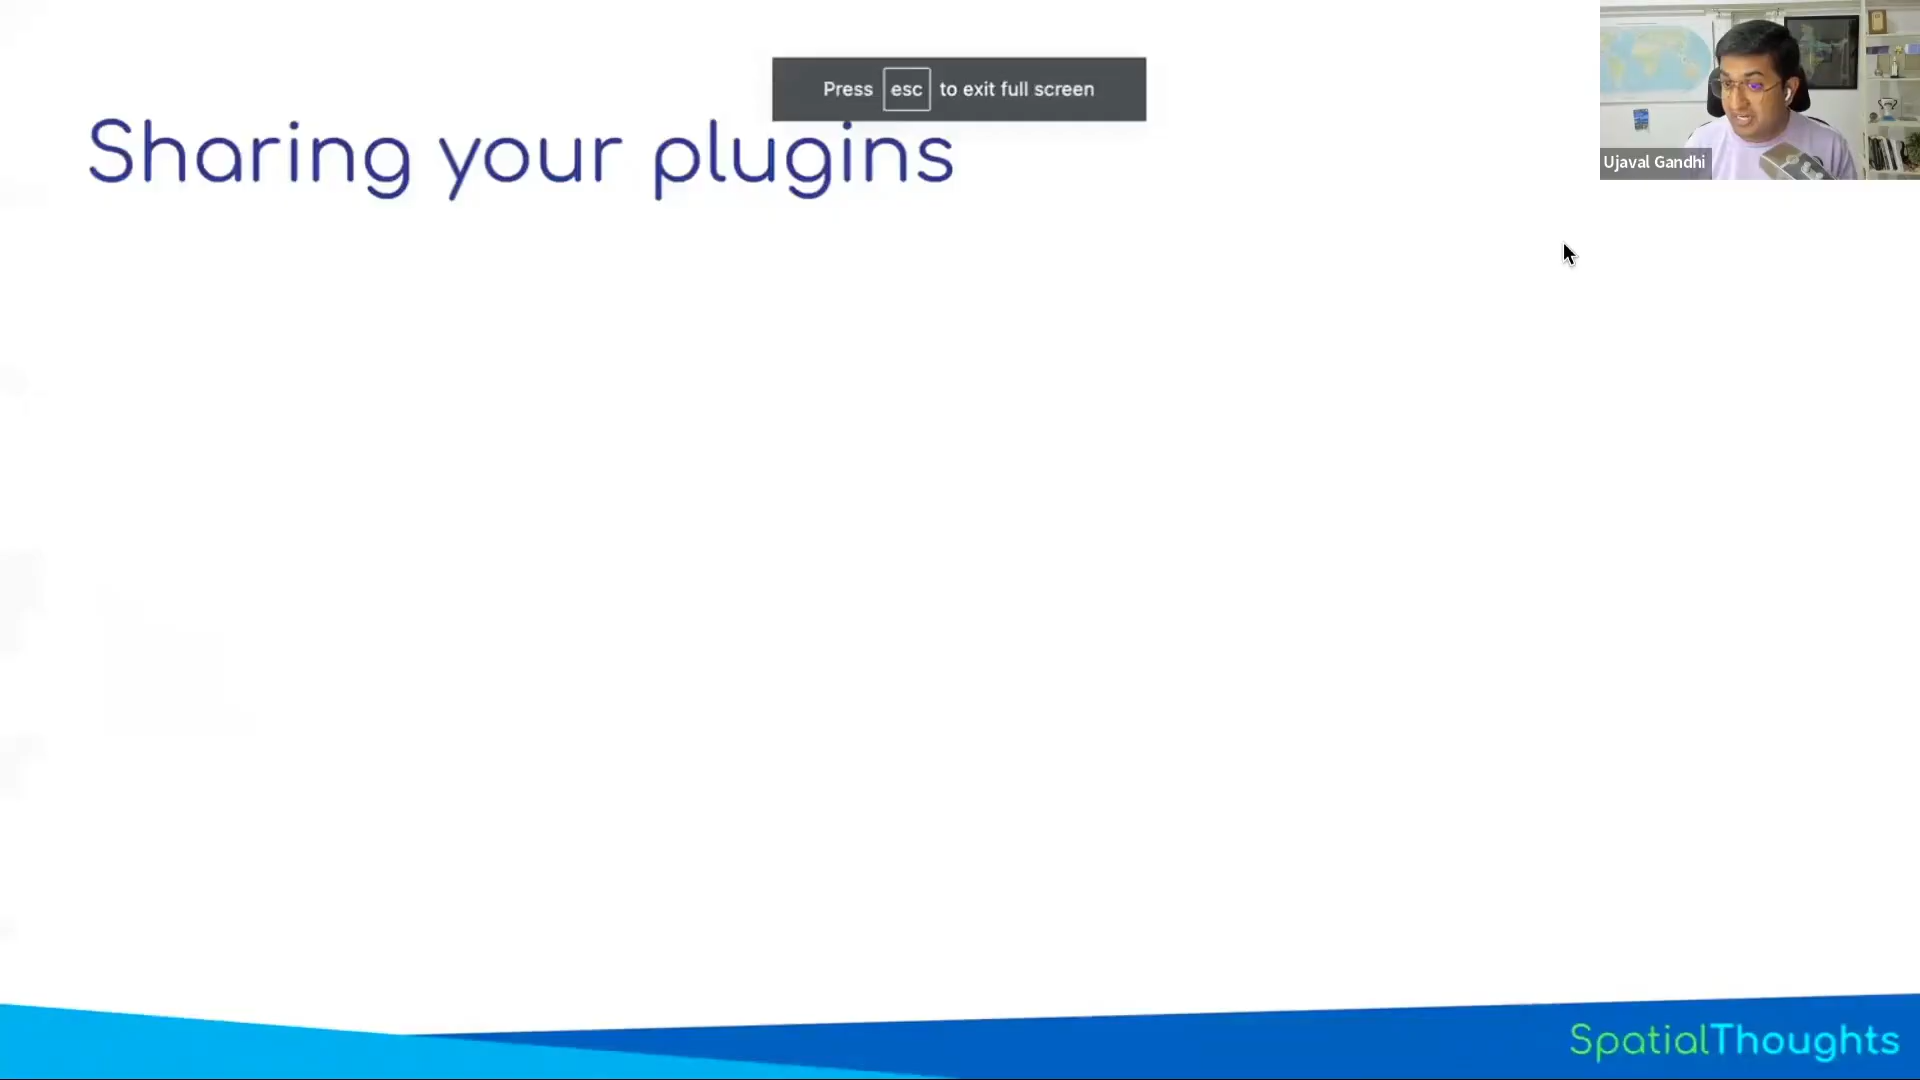 Press esc to exit full screen
Sharing your plugins
Ujaval Gandhi
SpatialThoughts